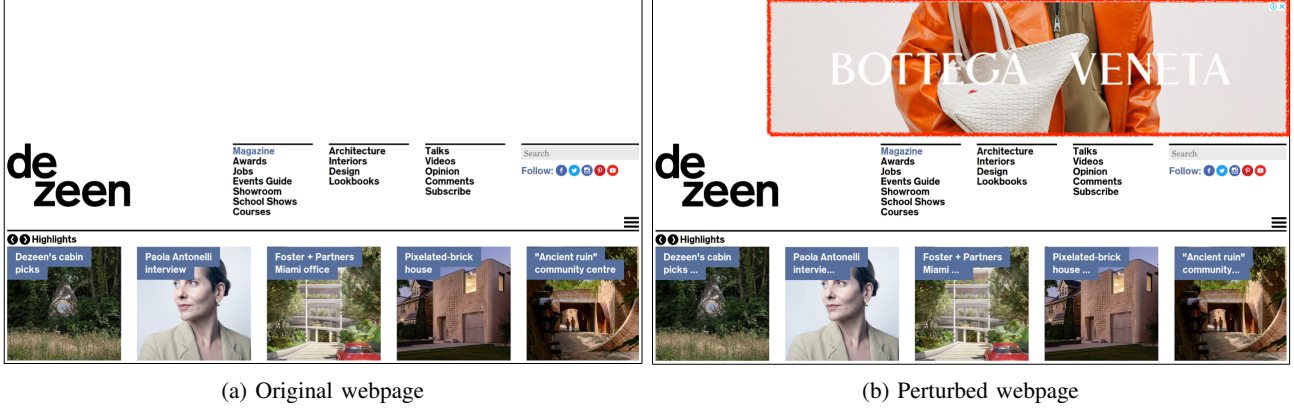 de
zeen
Magazine
Awards
Jobs
Events Guide
Showroom
School Shows
Courses
Architecture
Interiors
Design
Lookbooks
Talks
Videos
Opinion
Comments
Subscribe
Search
Follow:
Highlights
Dezeen's cabin
picks
Paola Antonelli
interview
Foster + Partners
Miami office
Pixelated-brick
house
"Ancient ruin"
community centre
(a) Original webpage
BOTTEGA VENETA
de
zeen
Magazine
Awards
Jobs
Events Guide
Showroom
School Shows
Courses
Architecture
Interiors
Design
Lookbooks
Talks
Videos
Opinion
Comments
Subscribe
Search
Follow:
Highlights
Dezeen's cabin
picks ...
Paola Antonelli
intervie...
Foster + Partners
Miami ...
Pixelated-brick
house ...
"Ancient ruin"
community...
(b) Perturbed webpage